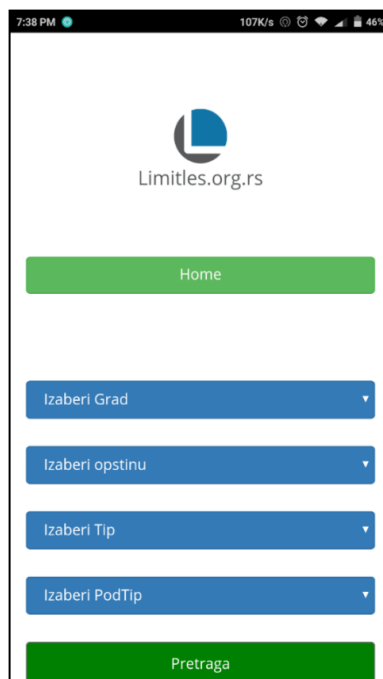 7:38 PM 107K/s 46%
Limitles.org.rs
Home
Izaberi Grad
Izaberi opstinu
Izaberi Tip
Izaberi PodTip
Pretraga